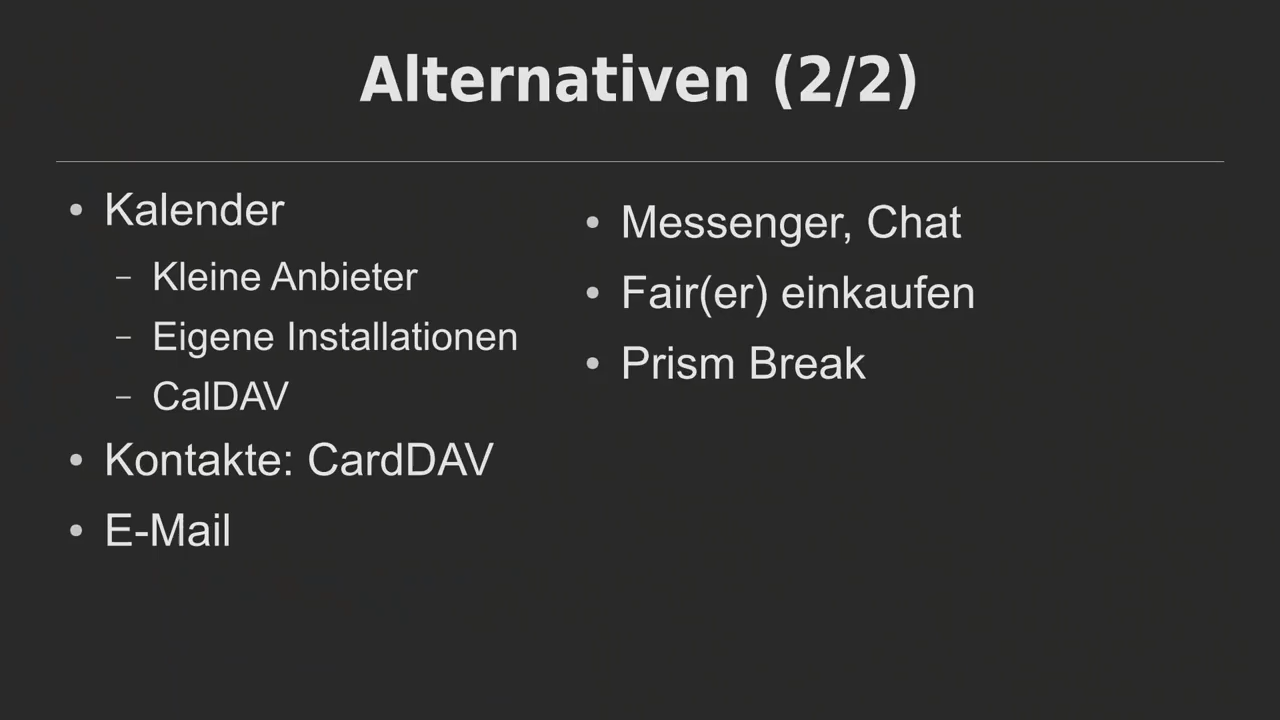 Alternativen (2/2)
• Kalender
– Kleine Anbieter
– Eigene Installationen
– CalDAV
• Kontakte: CardDAV
• E-Mail
• Messenger, Chat
• Fair(er) einkaufen
• Prism Break